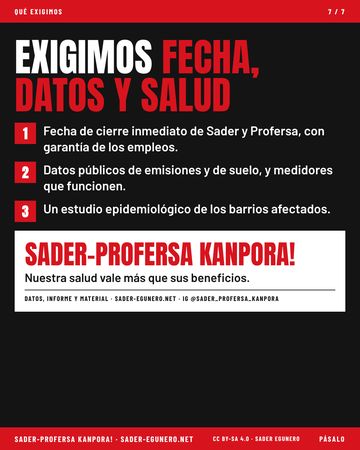 QUÉ EXIGIMOS
7 / 7
EXIGIMOS FECHA,
DATOS Y SALUD
1 Fecha de cierre inmediato de Sader y Profersa, con
garantía de los empleos.
2 Datos públicos de emisiones y de suelo, y medidores
que funcionen.
3 Un estudio epidemiológico de los barrios afectados.
SADER-PROFERSA KANPORA!
Nuestra salud vale más que sus beneficios.
DATOS, INFORME Y MATERIAL · SADER-EGUNERO.NET · IG @SADER_PROFERSA_KANPORA
SADER-PROFERSA KANPORA! · SADER-EGUNERO.NET
CC BY-SA 4.0 · SADER EGUNERO
PÁSALO